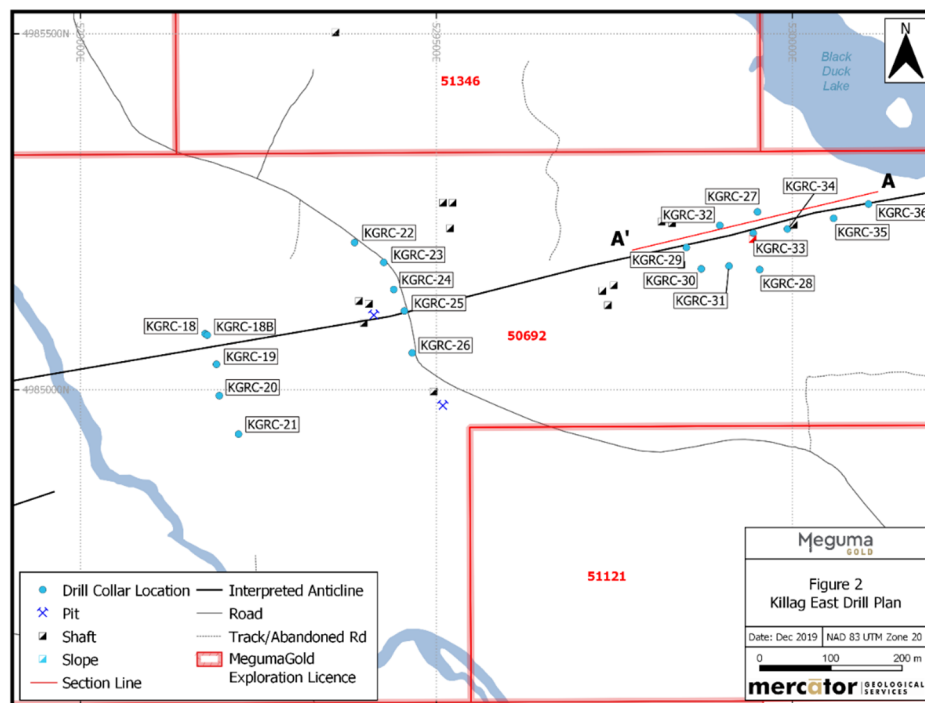 4985500N
529000E
529500E
530000E
N
Black
Duck
Lake
51346
A
KGRC-27
KGRC-34
KGRC-32
KGRC-36
KGRC-22
A'
KGRC-35
KGRC-33
KGRC-23
KGRC-29
KGRC-24
KGRC-30
KGRC-28
KGRC-31
KGRC-25
KGRC-18
KGRC-18B
50692
KGRC-26
KGRC-19
4985000N
KGRC-20
KGRC-21
51121
Drill Collar Location
Pit
Shaft
Slope
Section Line
Interpreted Anticline
Road
Track/Abandoned Rd
MegumaGold
Exploration Licence
Meguma
GOLD
Figure 2
Killag East Drill Plan
Date: Dec 2019
NAD 83 UTM Zone 20
0 100 200 m
mercator GEOLOGICAL
SERVICES